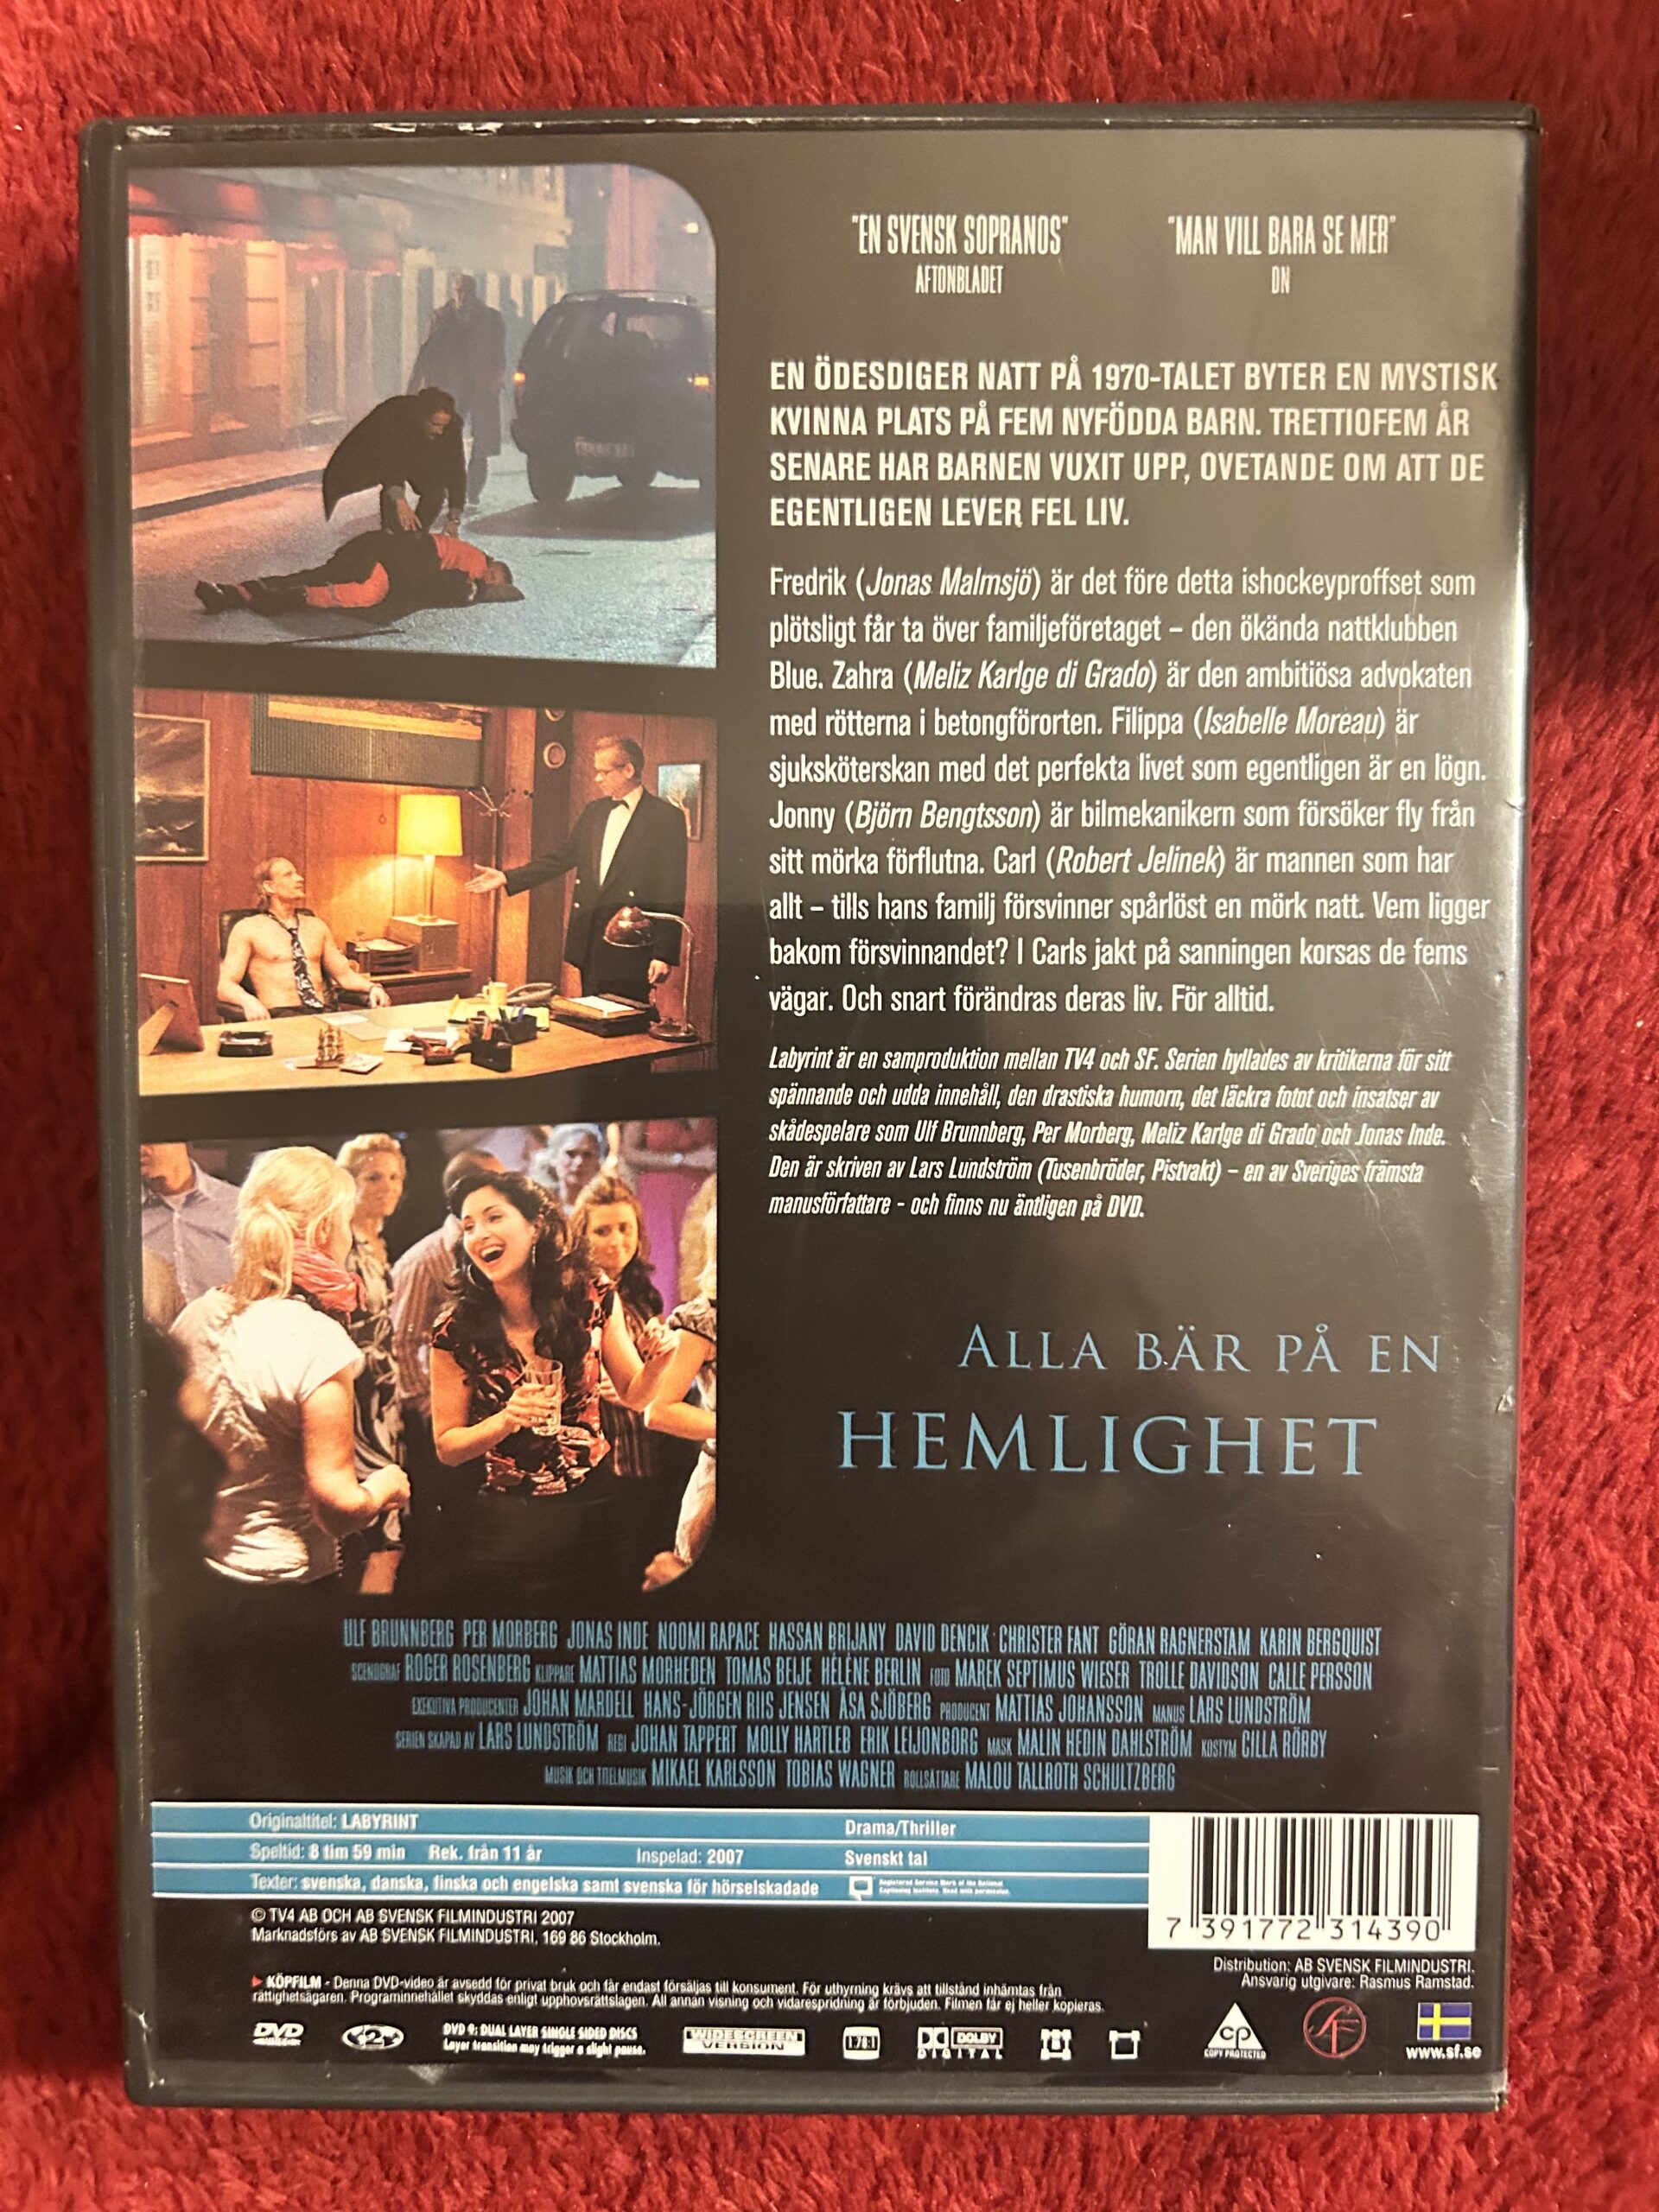 "EN SVENSK SOPRANOS"
AFTONBLADET
"MAN VILL BARA SE MER"
DN
EN ÖDESDIGER NATT PÅ 1970-TALET BYTER EN MYSTISK
KVINNA PLATS PÅ FEM NYFÖDDA BARN. TRETTIOFEM ÅR
SENARE HAR BARNEN VUXIT UPP, OVETANDE OM ATT DE
EGENTLIGEN LEVER FEL LIV.
Fredrik (Jonas Malmsjö) är det före detta ishockeyproffset som
plötsligt får ta över familjeföretaget – den ökända nattklubben
Blue. Zahra (Meliz Karlge di Grado) är den ambitiösa advokaten
med rötterna i betongförorten. Filippa (Isabelle Moreau) är
sjuksköterskan med det perfekta livet som egentligen är en lögn.
Jonny (Björn Bengtsson) är bilmekanikern som försöker fly från
sitt mörka förflutna. Carl (Robert Jelinek) är mannen som har
allt – tills hans familj försvinner spårlöst en mörk natt. Vem ligger
bakom försvinnandet? I Carls jakt på sanningen korsas de fems
vägar. Och snart förändras deras liv. För alltid.
Labyrint är en samproduktion mellan TV4 och SF. Serien hyllades av kritikerna för sitt
spännande och udda innehåll, den drastiska humorn, det läckra fotot och insatser av
skådespelare som Ulf Brunnberg, Per Morberg, Meliz Karlge di Grado och Jonas Inde.
Den är skriven av Lars Lundström (Tusenbröder, Pistvakt) – en av Sveriges främsta
manusförfattare - och finns nu äntligen på DVD.
ALLA BÄR PÅ EN
HEMLIGHET
ULF BRUNNBERG PER MORBERG JONAS INDE NOOMI RAPACE HASSAN BRIJANY DAVID DENCIK CHRISTER FANT GÖRAN RAGNERSTAM KARIN BERGQUIST
SCENOGRAF ROGER ROSENBERG KLIPPARE MATTIAS MORHEDEN TOMAS BEIJE HÉLÈNE BERLIN FOTO MAREK SEPTIMUS WIESER TROLLE DAVIDSON CALLE PERSSON
EXEKUTIVA PRODUCENTER JOHAN MARDELL HANS-JÖRGEN RIIS JENSEN ÅSA SJÖBERG PRODUCENT MATTIAS JOHANSSON MANUS LARS LUNDSTRÖM
SERIEN SKAPAD AV LARS LUNDSTRÖM REGI JOHAN TAPPERT MOLLY HARTLEB ERIK LEIJONBORG MASK MALIN HEDIN DAHLSTRÖM KOSTYM CILLA RÖRBY
MUSIK OCH TITELMUSIK MIKAEL KARLSSON TOBIAS WAGNER ROLLSÄTTARE MALOU TALLROTH SCHULTZBERG
Originaltitel: LABYRINT
Drama/Thriller
Speltid: 8 tim 59 min Rek. från 11 år Inspelad: 2007
Svenskt tal
Texter: svenska, danska, finska och engelska samt svenska för hörselskadade
Registered Service Mark of the National
Captioning Institute. Used with permission.
© TV4 AB OCH AB SVENSK FILMINDUSTRI 2007
Marknadsförs av AB SVENSK FILMINDUSTRI, 169 86 Stockholm.
7 391772 314390
Distribution: AB SVENSK FILMINDUSTRI.
Ansvarig utgivare: Rasmus Ramstad.
KÖPFILM - Denna DVD-video är avsedd för privat bruk och får endast försäljas till konsument. För uthyrning krävs att tillstånd inhämtas från
rättighetsägaren. Programinnehållet skyddas enligt upphovsrättslagen. All annan visning och vidarespridning är förbjuden. Filmen får ej heller kopieras.
DVD
VIDEO
2
DVD 9: DUAL LAYER SINGLE SIDED DISCS
Layer transition may trigger a slight pause.
WIDESCREEN
VERSION
1.78:1
DOLBY
DIGITAL
CP
COPY PROTECTED
SF
www.sf.se